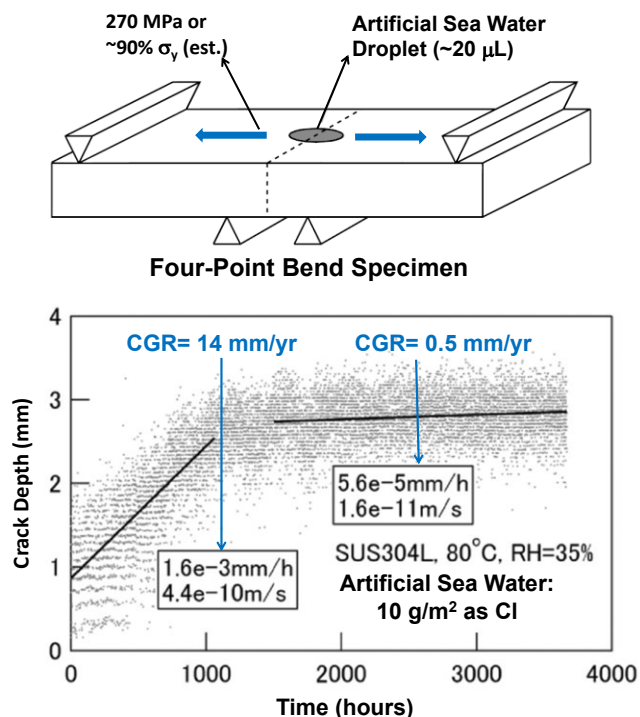 270 MPa or
~90% σy (est.)
Artificial Sea Water
Droplet (~20 μL)
Four-Point Bend Specimen
4
3
2
1
0
Crack Depth (mm)
CGR= 14 mm/yr
CGR= 0.5 mm/yr
5.6e-5mm/h
1.6e-11m/s
1.6e-3mm/h
4.4e-10m/s
SUS304L, 80°C, RH=35%
Artificial Sea Water:
10 g/m² as Cl
0 1000 2000 3000 4000
Time (hours)